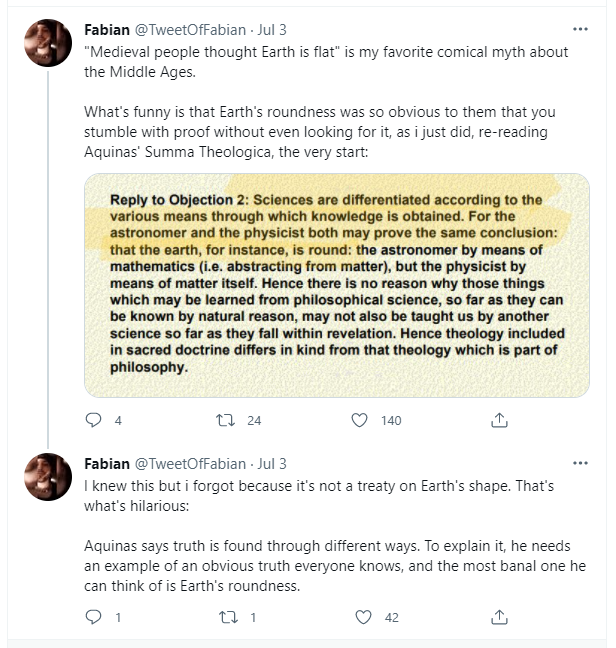 Fabian @TweetOfFabian · Jul 3
"Medieval people thought Earth is flat" is my favorite comical myth about
the Middle Ages.
What's funny is that Earth's roundness was so obvious to them that you
stumble with proof without even looking for it, as i just did, re-reading
Aquinas' Summa Theologica, the very start:
Reply to Objection 2: Sciences are differentiated according to the
various means through which knowledge is obtained. For the
astronomer and the physicist both may prove the same conclusion:
that the earth, for instance, is round: the astronomer by means of
mathematics (i.e. abstracting from matter), but the physicist by
means of matter itself. Hence there is no reason why those things
which may be learned from philosophical science, so far as they can
be known by natural reason, may not also be taught us by another
science so far as they fall within revelation. Hence theology included
in sacred doctrine differs in kind from that theology which is part of
philosophy.
4 24 140
Fabian @TweetOfFabian · Jul 3
I knew this but i forgot because it's not a treaty on Earth's shape. That's
what's hilarious:
Aquinas says truth is found through different ways. To explain it, he needs
an example of an obvious truth everyone knows, and the most banal one he
can think of is Earth's roundness.
1 1 42